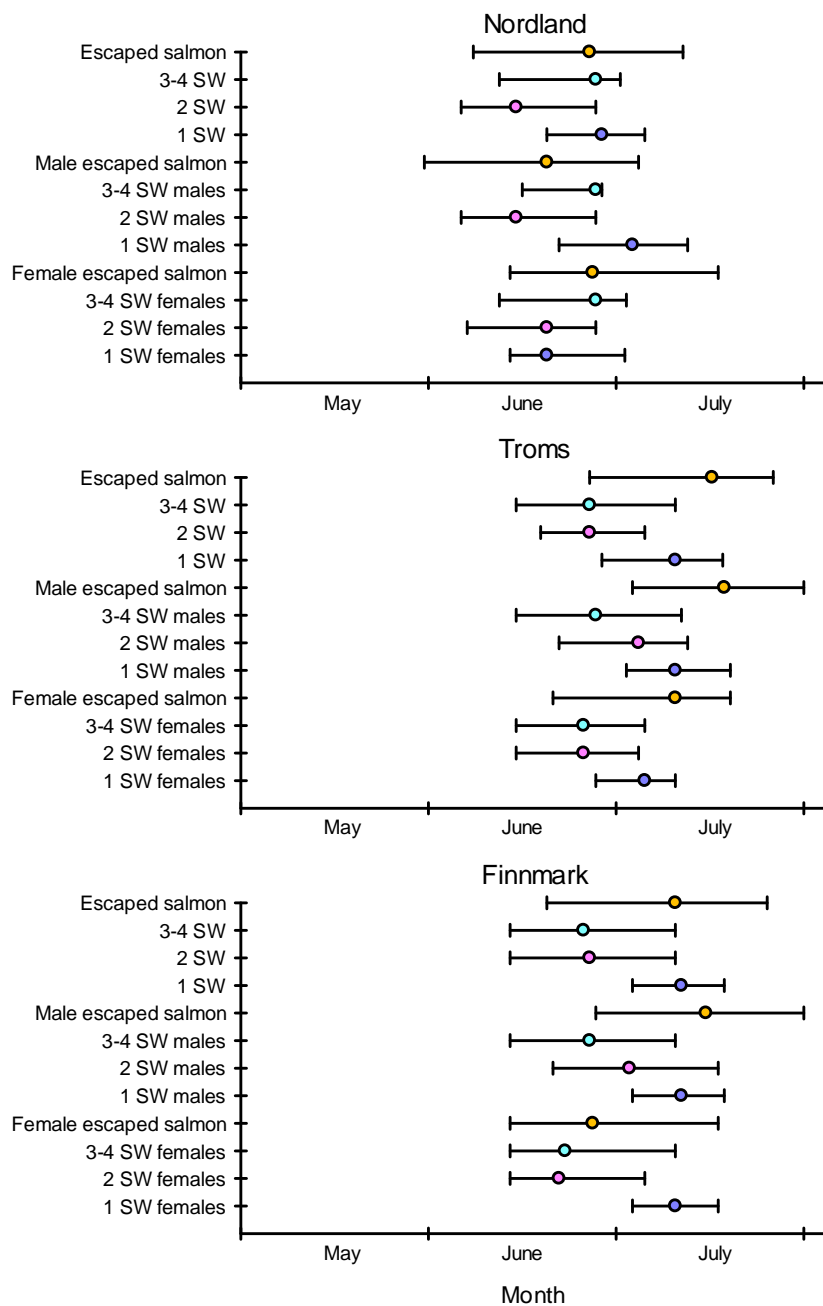 Nordland
Escaped salmon
3-4 SW
2 SW
1 SW
Male escaped salmon
3-4 SW males
2 SW males
1 SW males
Female escaped salmon
3-4 SW females
2 SW females
1 SW females
May June July
Troms
Escaped salmon
3-4 SW
2 SW
1 SW
Male escaped salmon
3-4 SW males
2 SW males
1 SW males
Female escaped salmon
3-4 SW females
2 SW females
1 SW females
May June July
Finnmark
Escaped salmon
3-4 SW
2 SW
1 SW
Male escaped salmon
3-4 SW males
2 SW males
1 SW males
Female escaped salmon
3-4 SW females
2 SW females
1 SW females
May June July
Month